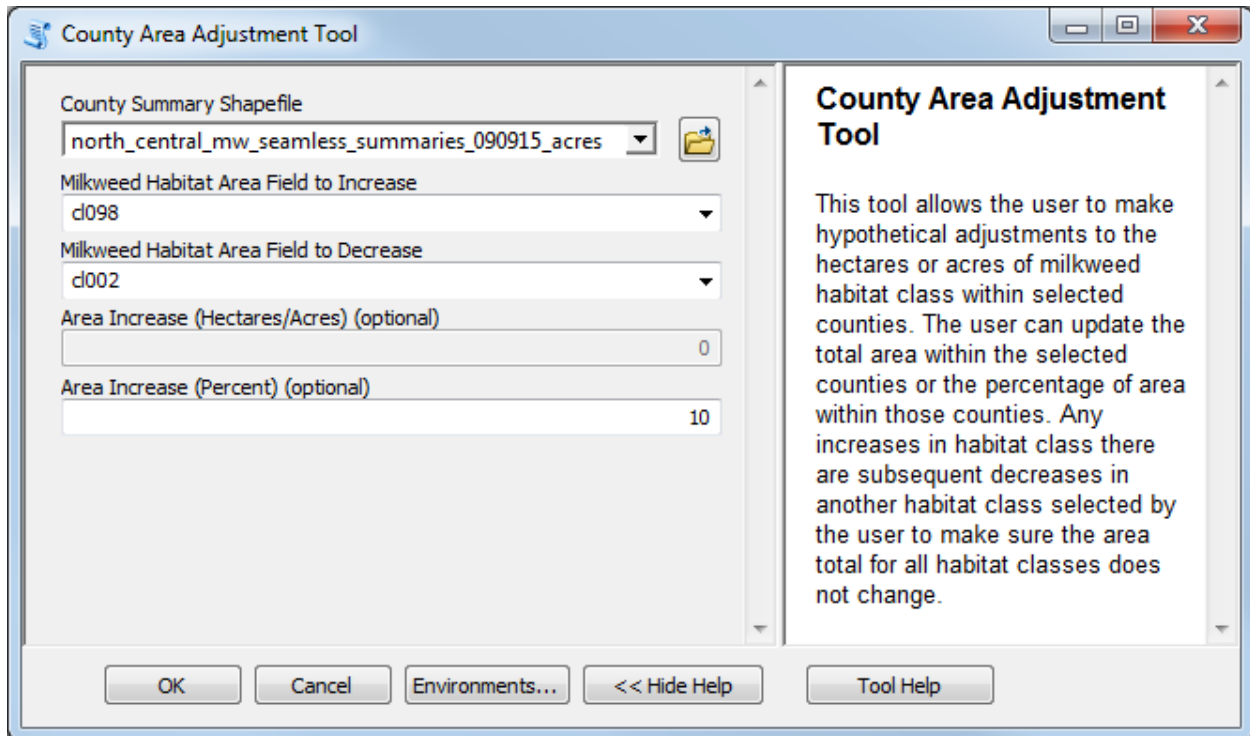 County Area Adjustment Tool
County Summary Shapefile
north_central_mw_seamless_summaries_090915_acres
Milkweed Habitat Area Field to Increase
cl098
Milkweed Habitat Area Field to Decrease
cl002
Area Increase (Hectares/Acres) (optional)
0
Area Increase (Percent) (optional)
10
County Area Adjustment
Tool
This tool allows the user to make
hypothetical adjustments to the
hectares or acres of milkweed
habitat class within selected
counties. The user can update the
total area within the selected
counties or the percentage of area
within those counties. Any
increases in habitat class there
are subsequent decreases in
another habitat class selected by
the user to make sure the area
total for all habitat classes does
not change.
OK
Cancel
Environments...
<< Hide Help
Tool Help